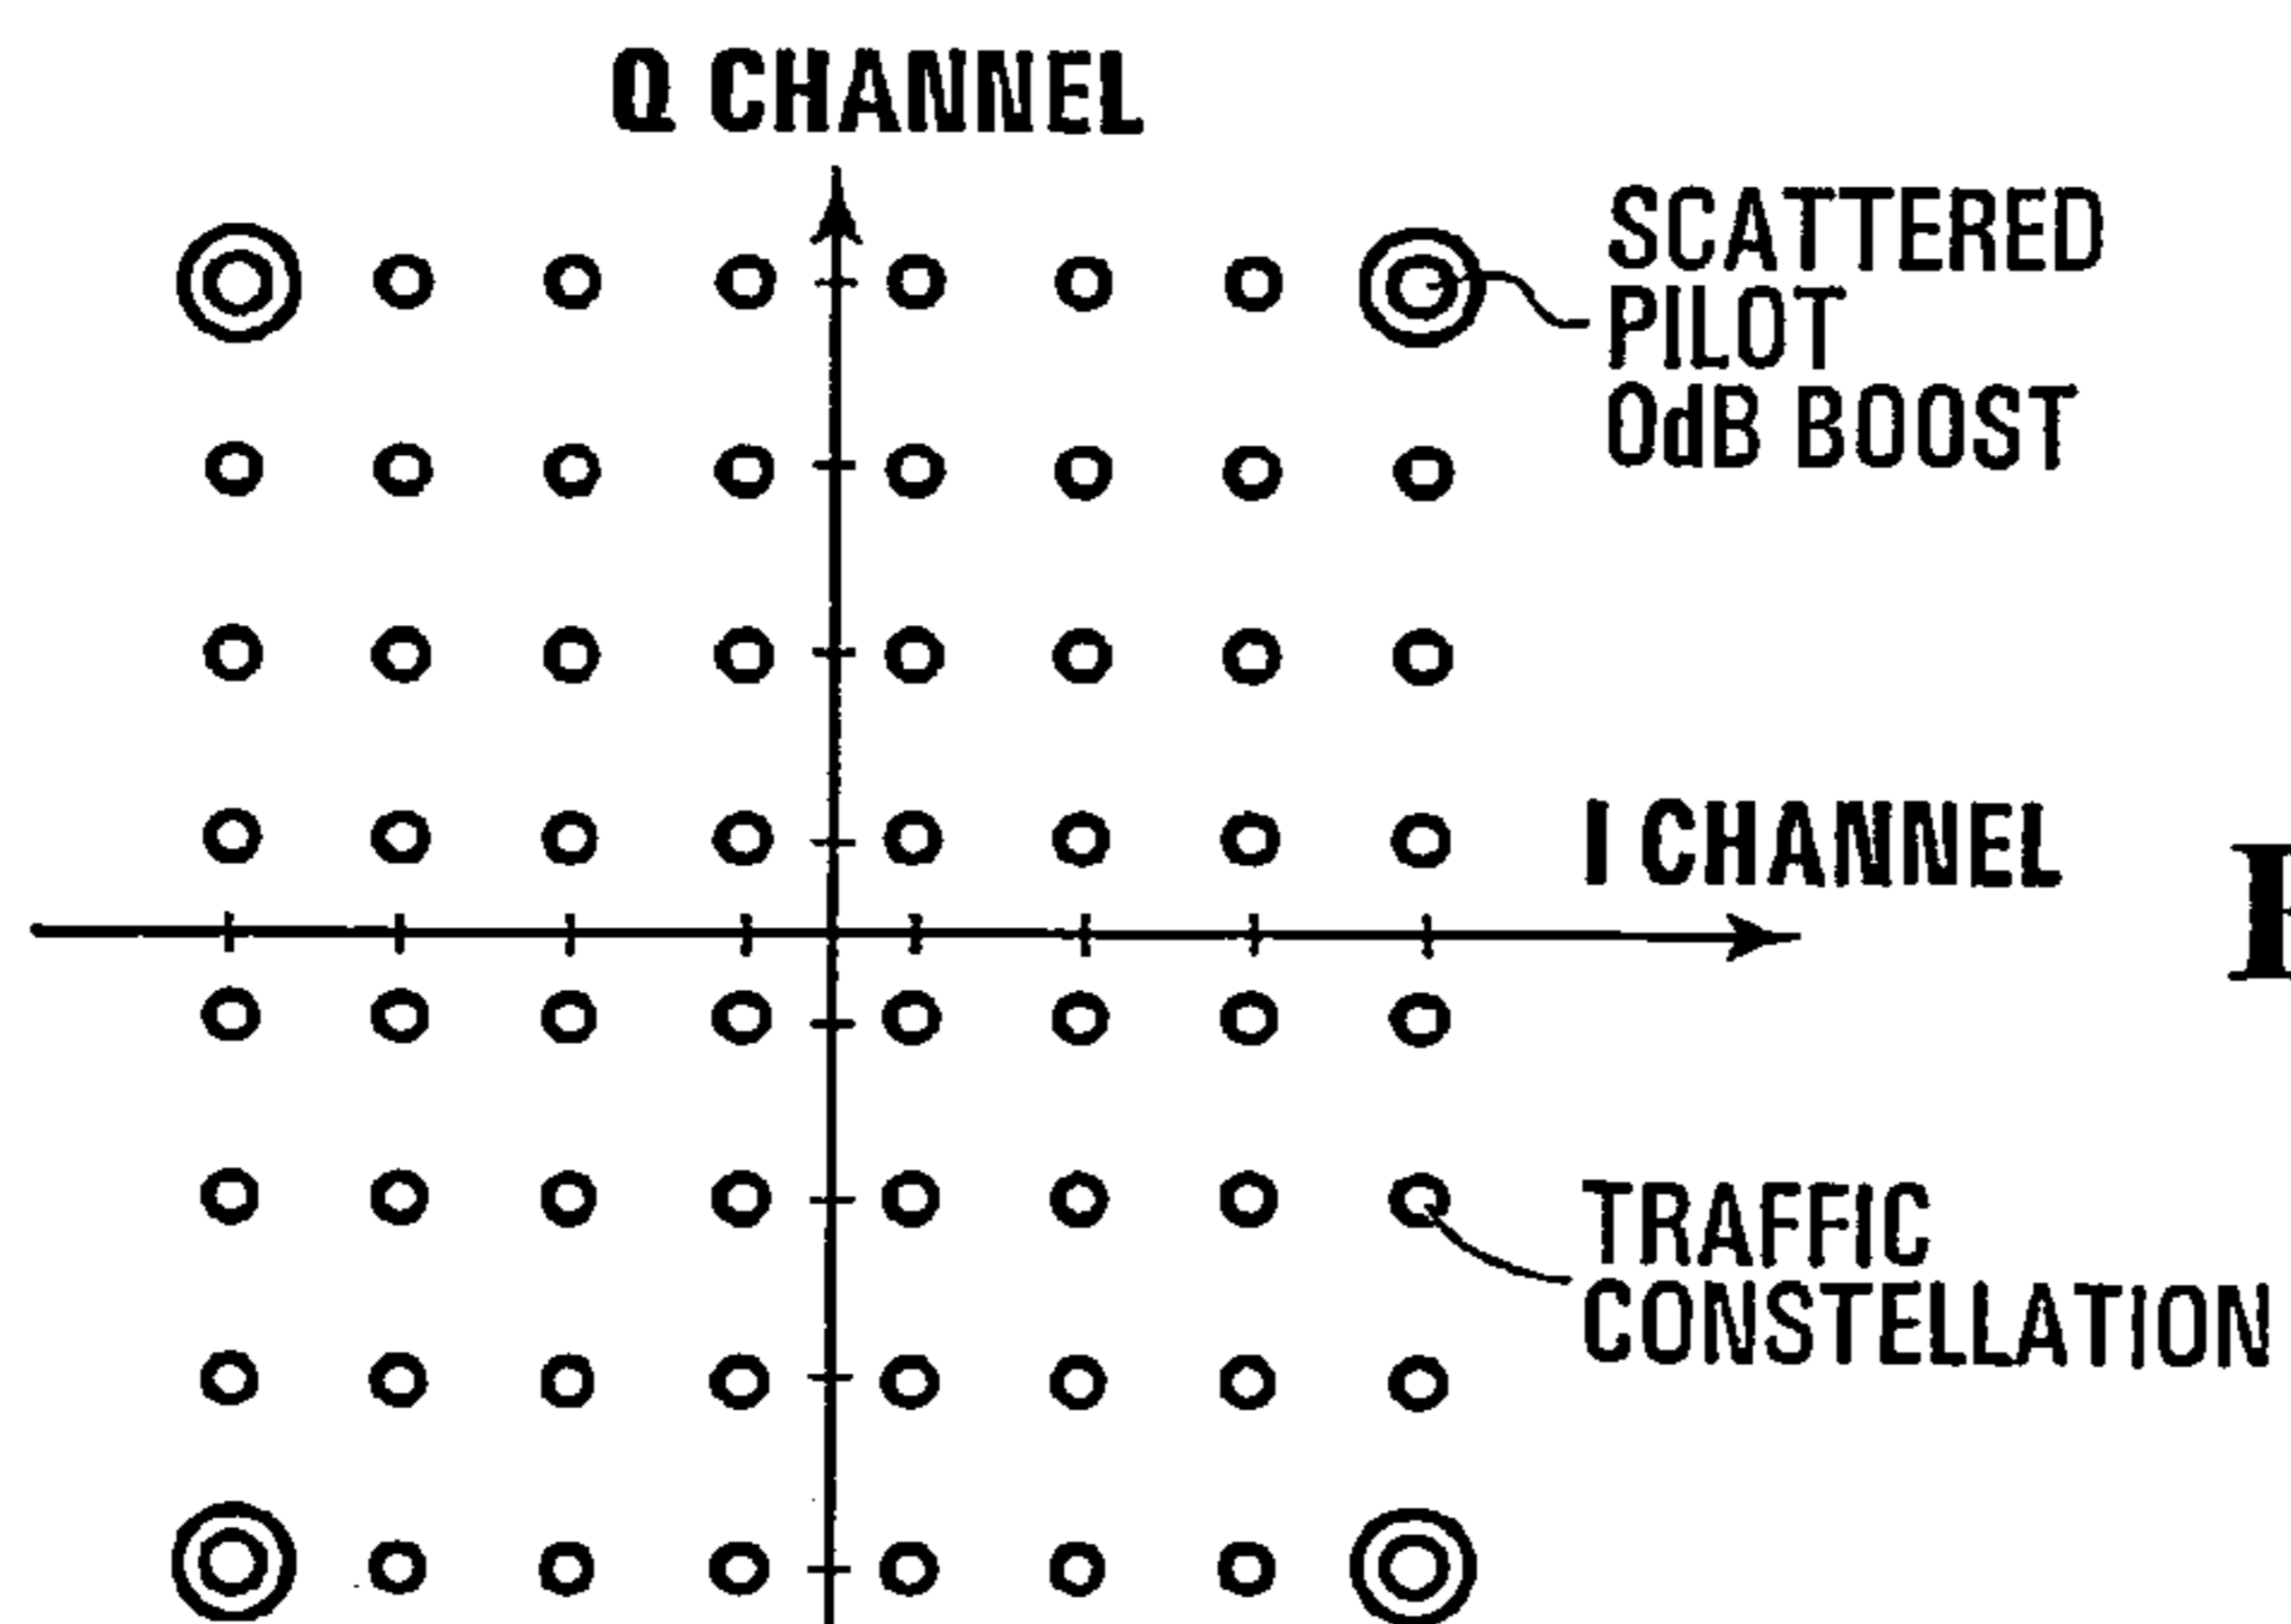 Q CHANNEL
SCATTERED
PILOT
0dB BOOST
I CHANNEL
TRAFFIC
CONSTELLATION